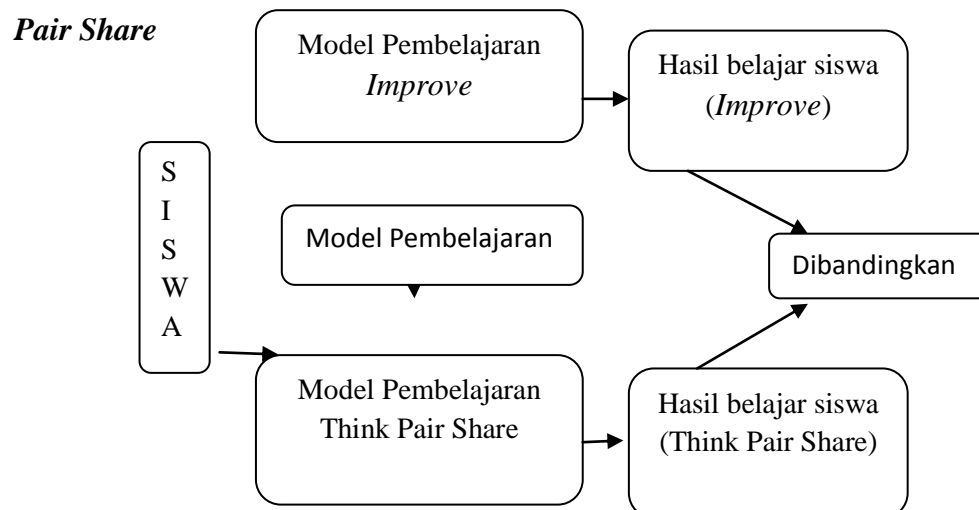 Pair Share
Model Pembelajaran
Improve
Hasil belajar siswa
(Improve)
S
I
S
W
A
Model Pembelajaran
Dibandingkan
Model Pembelajaran
Think Pair Share
Hasil belajar siswa
(Think Pair Share)